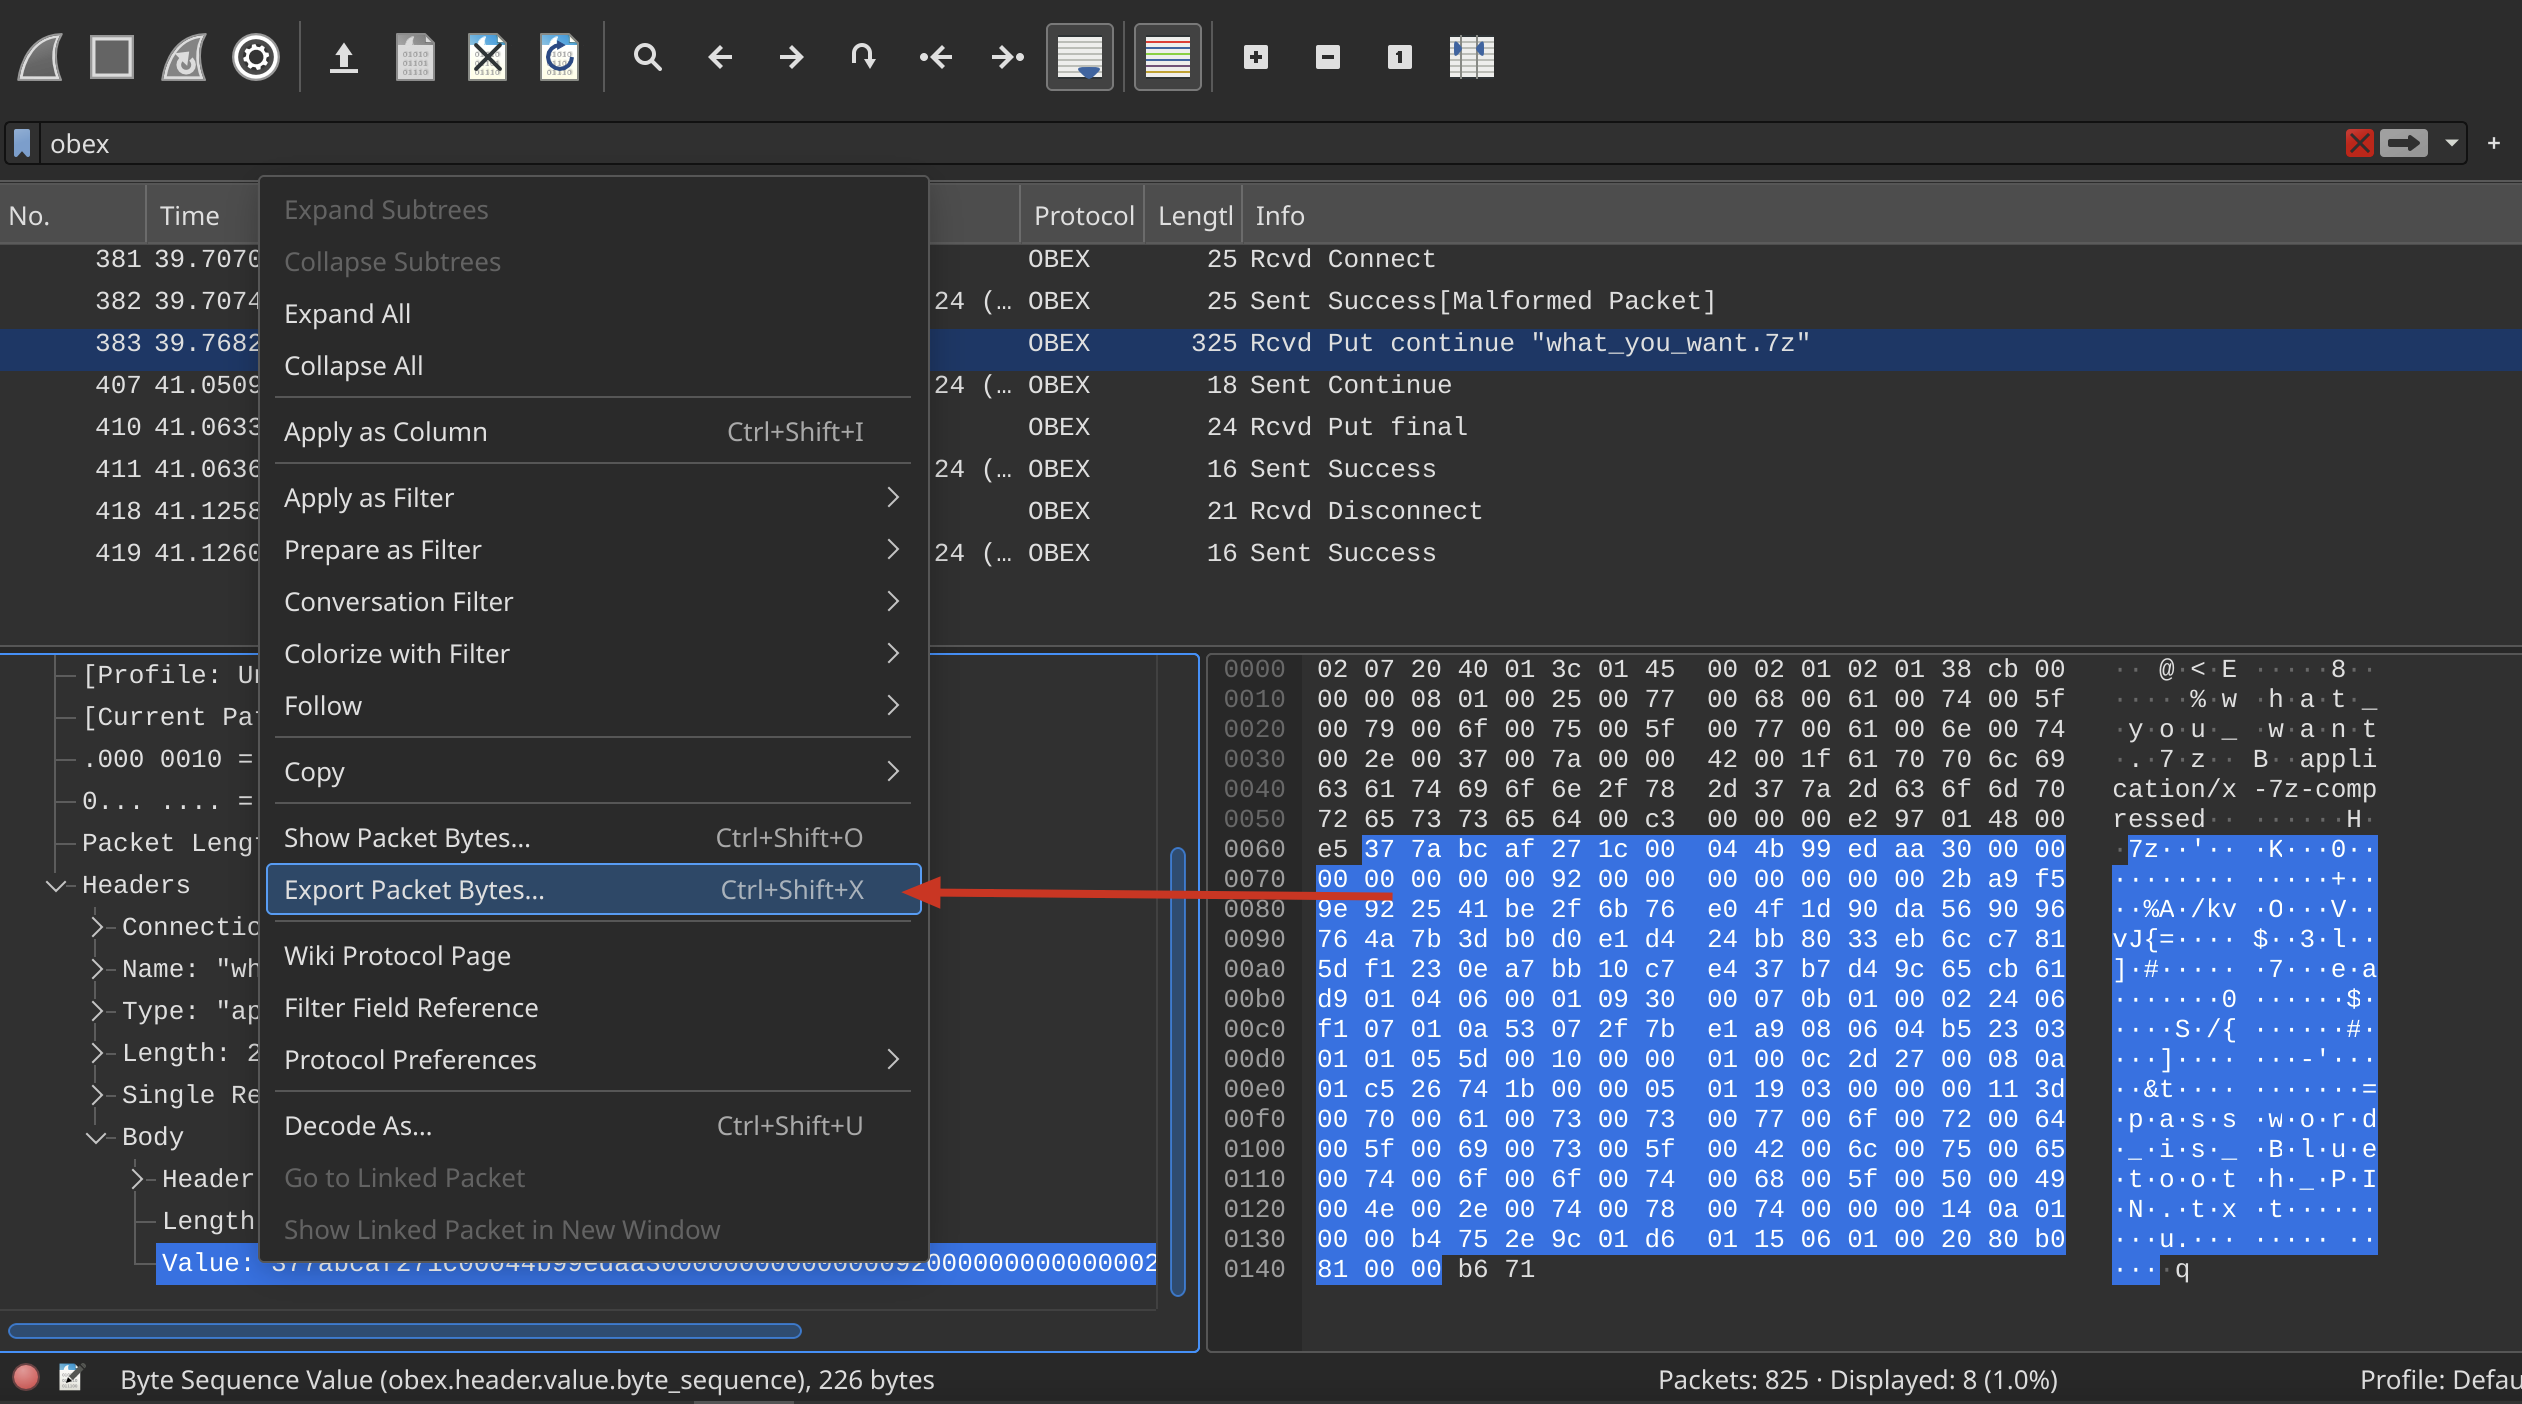 obex
No. Time Protocol Lengtl Info
381 39.7070 OBEX 25 Rcvd Connect
382 39.7074 24 (… OBEX 25 Sent Success[Malformed Packet]
383 39.7682 OBEX 325 Rcvd Put continue "what_you_want.7z"
407 41.0509 24 (… OBEX 18 Sent Continue
410 41.0633 OBEX 24 Rcvd Put final
411 41.0636 24 (… OBEX 16 Sent Success
418 41.1258 OBEX 21 Rcvd Disconnect
419 41.1260 24 (… OBEX 16 Sent Success
Expand Subtrees
Collapse Subtrees
Expand All
Collapse All
Apply as Column Ctrl+Shift+I
Apply as Filter
Prepare as Filter
Conversation Filter
Colorize with Filter
Follow
Copy
Show Packet Bytes... Ctrl+Shift+O
Export Packet Bytes... Ctrl+Shift+X
Wiki Protocol Page
Filter Field Reference
Protocol Preferences
Decode As... Ctrl+Shift+U
Go to Linked Packet
Show Linked Packet in New Window
[Profile: Un
[Current Pa
.000 0010 =
0... .... =
Packet Leng
Headers
Connectio
Name: "wh
Type: "ap
Length: 2
Single Re
Body
Header
Length
Value: 377abcaf271c00044b99edaa300000000000000092000000000000002
0000 02 07 20 40 01 3c 01 45 00 02 01 02 01 38 cb 00 ·· @·<·E ·····8··
0010 00 00 08 01 00 25 00 77 00 68 00 61 00 74 00 5f ·····%·w ·h·a·t·_
0020 00 79 00 6f 00 75 00 5f 00 77 00 61 00 6e 00 74 ·y·o·u·_ ·w·a·n·t
0030 00 2e 00 37 00 7a 00 00 42 00 1f 61 70 70 6c 69 ·.·7·z·· B··appli
0040 63 61 74 69 6f 6e 2f 78 2d 37 7a 2d 63 6f 6d 70 cation/x -7z-comp
0050 72 65 73 73 65 64 00 c3 00 00 00 e2 97 01 48 00 ressed·· ······H·
0060 e5 37 7a bc af 27 1c 00 04 4b 99 ed aa 30 00 00 ·7z··'·· ·K···0··
0070 00 00 00 00 00 92 00 00 00 00 00 00 00 2b a9 f5 ········ ·····+··
0080 9e 92 25 41 be 2f 6b 76 e0 4f 1d 90 da 56 90 96 ··%A·/kv ·O···V··
0090 76 4a 7b 3d b0 d0 e1 d4 24 bb 80 33 eb 6c c7 81 vJ{=···· $··3·l··
00a0 5d f1 23 0e a7 bb 10 c7 e4 37 b7 d4 9c 65 cb 61 ]·#····· ·7···e·a
00b0 d9 01 04 06 00 01 09 30 00 07 0b 01 00 02 24 06 ·······0 ······$·
00c0 f1 07 01 0a 53 07 2f 7b e1 a9 08 06 04 b5 23 03 ····S·/{ ······#·
00d0 01 01 05 5d 00 10 00 00 01 00 0c 2d 27 00 08 0a ···]···· ···-'···
00e0 01 c5 26 74 1b 00 00 05 01 19 03 00 00 00 11 3d ··&t···· ·······=
00f0 00 70 00 61 00 73 00 73 00 77 00 6f 00 72 00 64 ·p·a·s·s ·w·o·r·d
0100 00 5f 00 69 00 73 00 5f 00 42 00 6c 00 75 00 65 ·_·i·s·_ ·B·l·u·e
0110 00 74 00 6f 00 6f 00 74 00 68 00 5f 00 50 00 49 ·t·o·o·t ·h·_·P·I
0120 00 4e 00 2e 00 74 00 78 00 74 00 00 00 14 0a 01 ·N·.·t·x ·t······
0130 00 00 b4 75 2e 9c 01 d6 01 15 06 01 00 20 80 b0 ···u.··· ····· ··
0140 81 00 00 b6 71 ····q
Byte Sequence Value (obex.header.value.byte_sequence), 226 bytes Packets: 825 · Displayed: 8 (1.0%) Profile: Defau